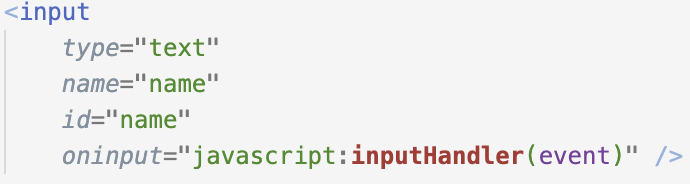 <input
type="text"
name="name"
id="name"
oninput="javascript:inputHandler(event)" />